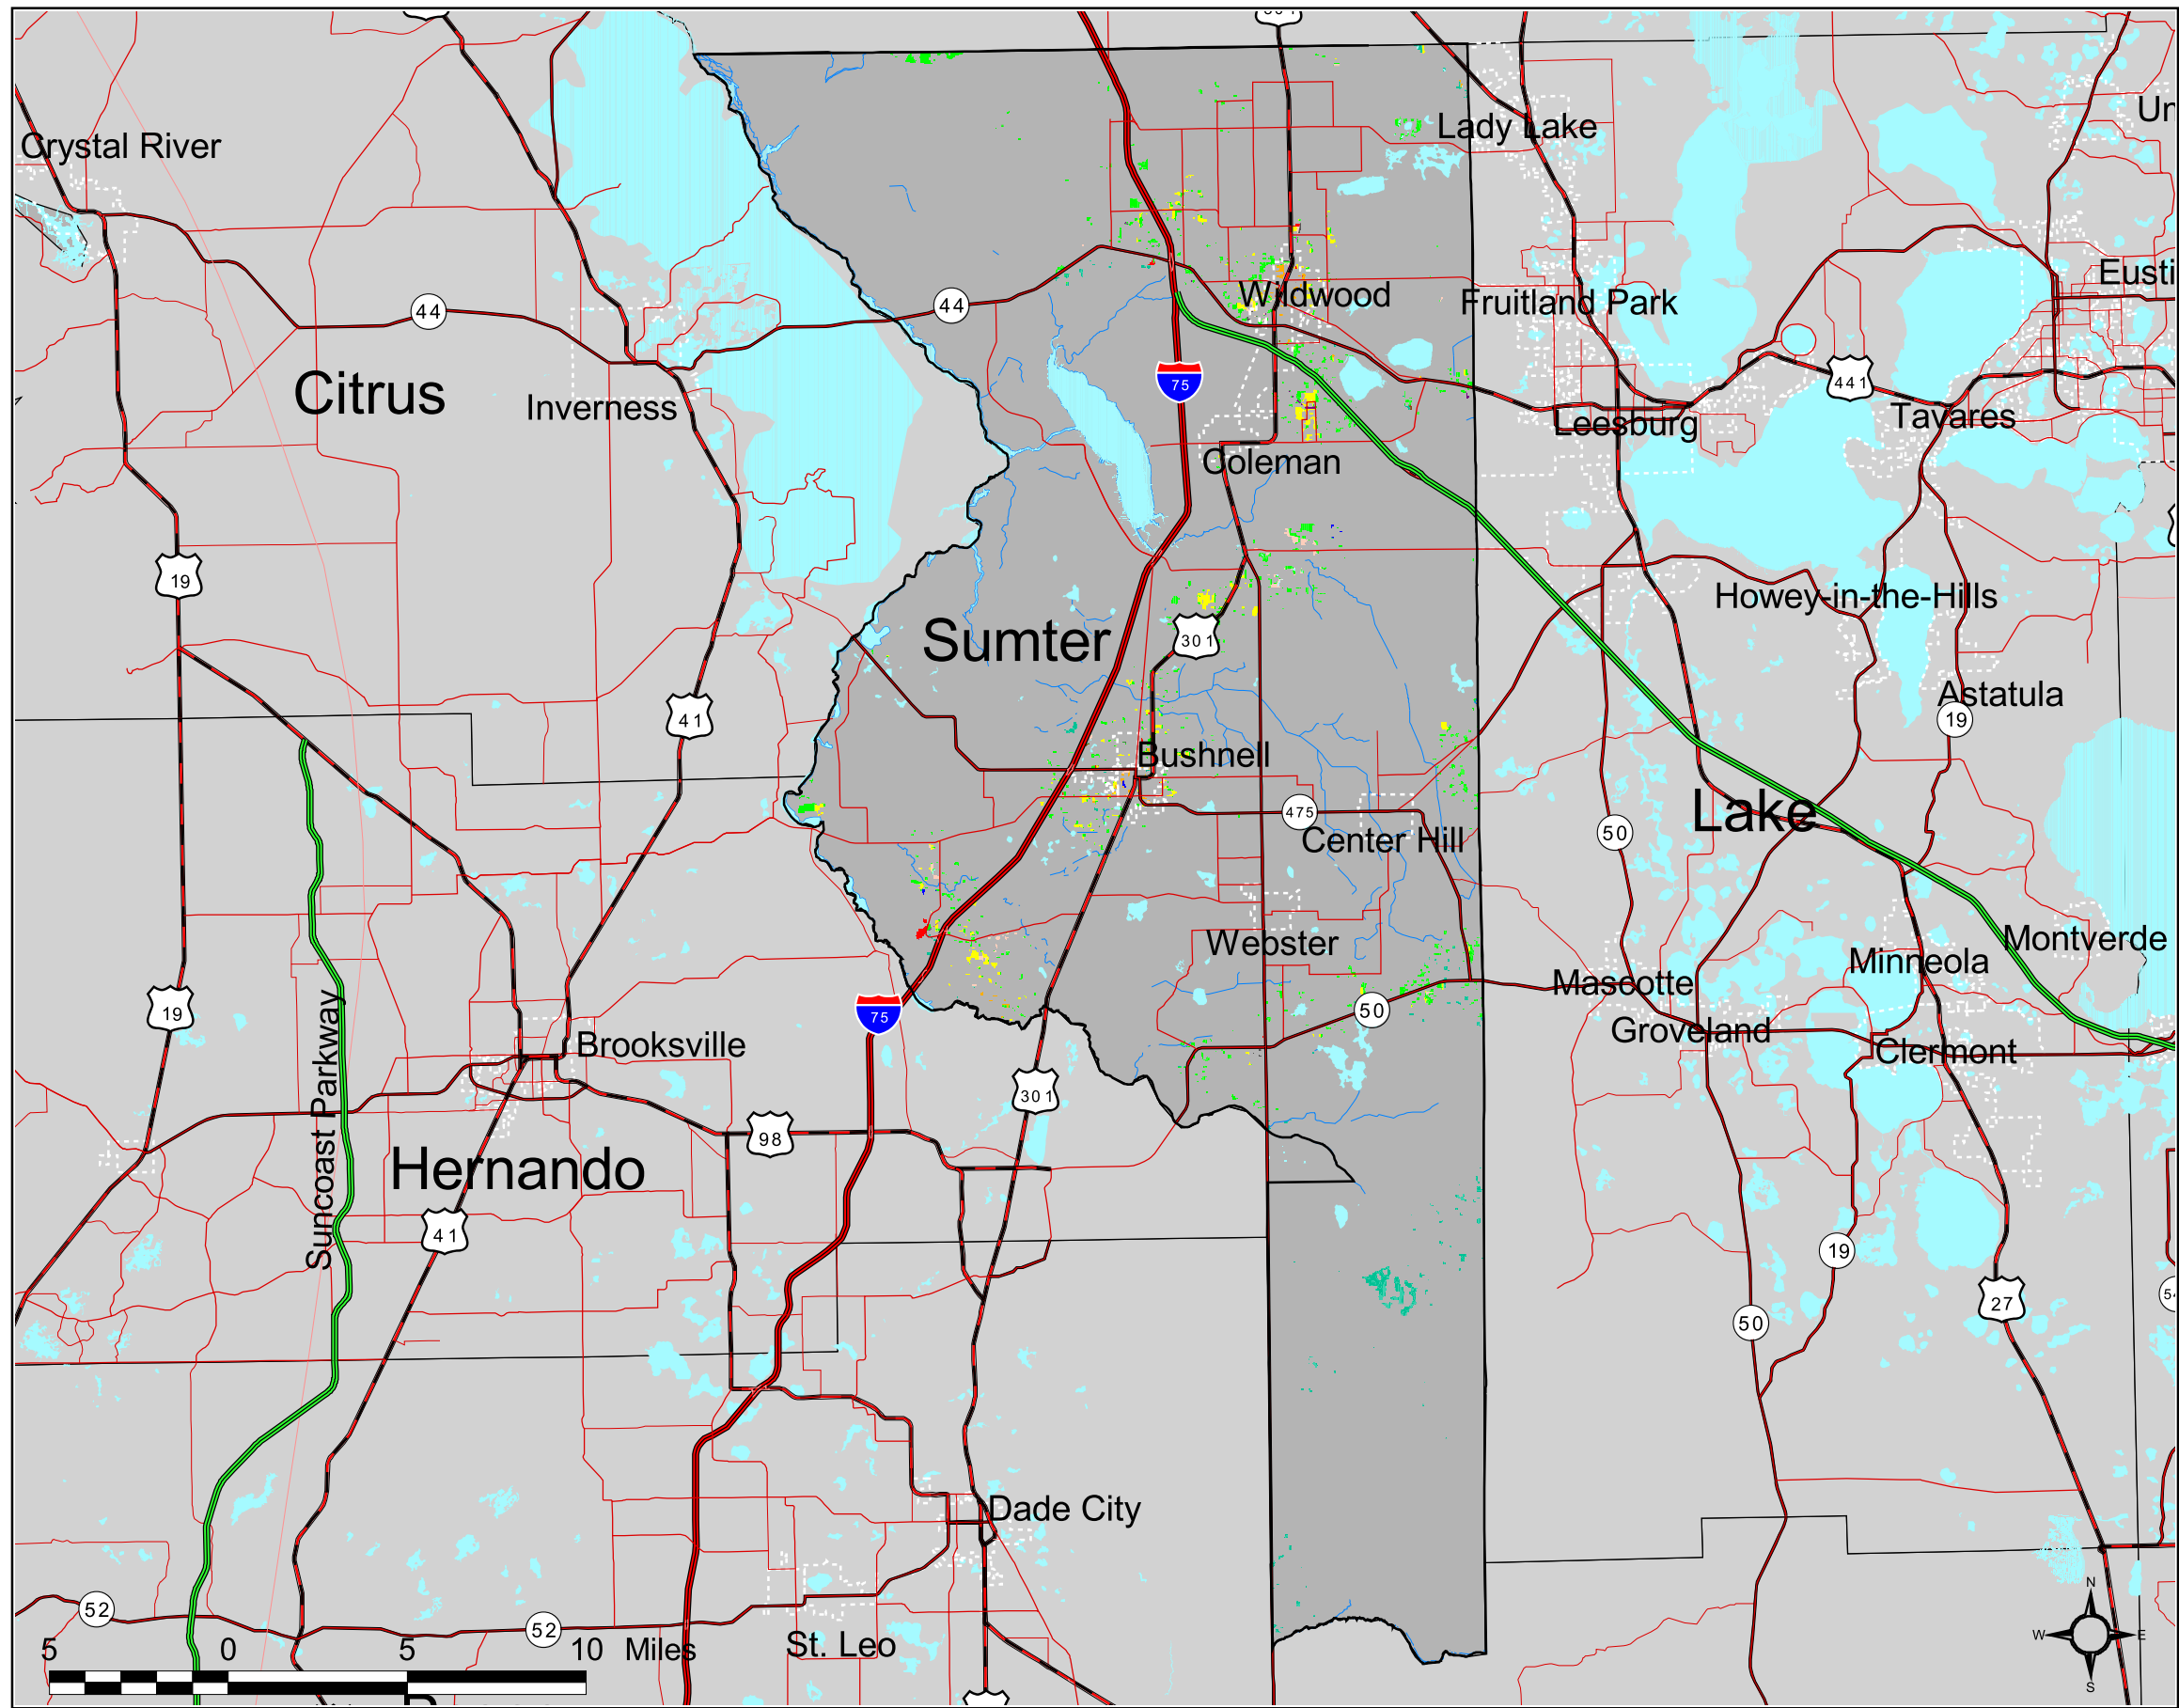 Lady Lake
Crystal River
Eusti
Wildwood
Fruitland Park
44
44
75
441
Citrus
Inverness
Leesburg
Tavares
Coleman
19
Howey-in-the-Hills
Sumter
301
Astatula
19
41
Bushnell
Lake
475
Center Hill
50
Webster
Montverde
Minneola
Mascotte
19
75
50
Groveland
Clermont
Brooksville
Suncoast Parkway
301
98
Hernando
41
19
27
50
Dade City
52
52
5 0 5 10 Miles
St. Leo
N
W E
S